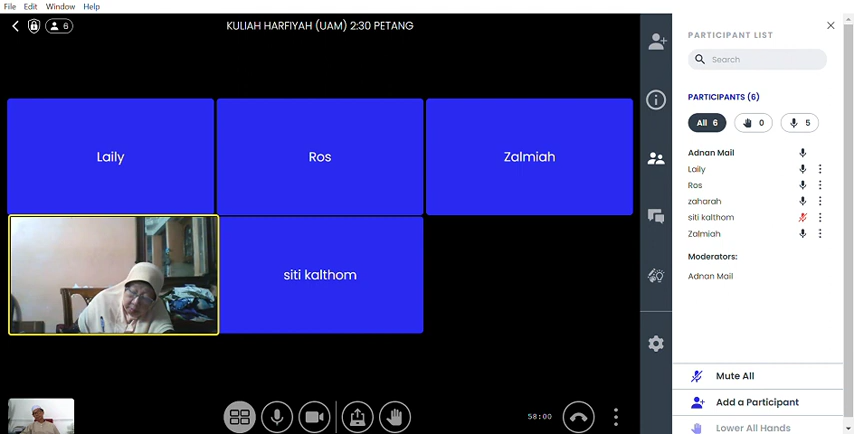 File Edit Window Help
6
KULIAH HARFIYAH (UAM) 2:30 PETANG
Laily
Ros
Zalmiah
siti kalthom
58:00
PARTICIPANT LIST
Search
PARTICIPANTS (6)
All 6 0 5
Adnan Mail
Laily
Ros
zaharah
siti kalthom
Zalmiah
Moderators:
Adnan Mail
Mute All
Add a Participant
Lower All Hands